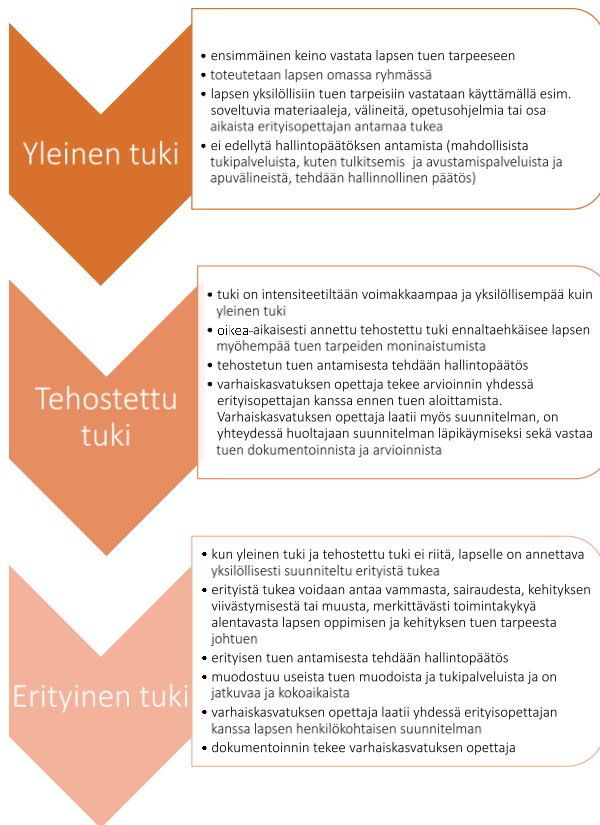 Yleinen tuki
• ensimmäinen keino vastata lapsen tuen tarpeeseen
• toteutetaan lapsen omassa ryhmässä
• lapsen yksilöllisiin tuen tarpeisiin vastataan käyttämällä esim.
soveltuvia materiaaleja, välineitä, opetusohjelmia tai osa-
aikaista erityisopettajan antamaa tukea
• ei edellytä hallintopäätöksen antamista (mahdollisista
tukipalveluista, kuten tulkitsemis- ja avustamispalveluista ja
apuvälineistä, tehdään hallinnollinen päätös)
Tehostettu
tuki
• tuki on intensiteetiltään voimakkaampaa ja yksilöllisempää kuin
yleinen tuki
• oikea-aikaisesti annettu tehostettu tuki ennaltaehkäisee lapsen
myöhempää tuen tarpeiden moninaistumista
• tehostetun tuen antamisesta tehdään hallintopäätös
• varhaiskasvatuksen opettaja tekee arvioinnin yhdessä
erityisopettajan kanssa ennen tuen aloittamista.
Varhaiskasvatuksen opettaja laatii myös suunnitelman, on
yhteydessä huoltajaan suunnitelman läpikäymiseksi sekä vastaa
tuen dokumentoinnista ja arvioinnista
Erityinen tuki
• kun yleinen tuki ja tehostettu tuki ei riitä, lapselle on annettava
yksilöllisesti suunniteltu erityistä tukea
• erityistä tukea voidaan antaa vammasta, sairaudesta, kehityksen
viivästymisestä tai muusta, merkittävästi toimintakykyä
alentavasta lapsen oppimisen ja kehityksen tuen tarpeesta
johtuen
• erityisen tuen antamisesta tehdään hallintopäätös
• muodostuu useista tuen muodoista ja tukipalveluista ja on
jatkuvaa ja kokoaikaista
• varhaiskasvatuksen opettaja laatii yhdessä erityisopettajan
kanssa lapsen henkilökohtaisen suunnitelman
• dokumentoinnin tekee varhaiskasvatuksen opettaja